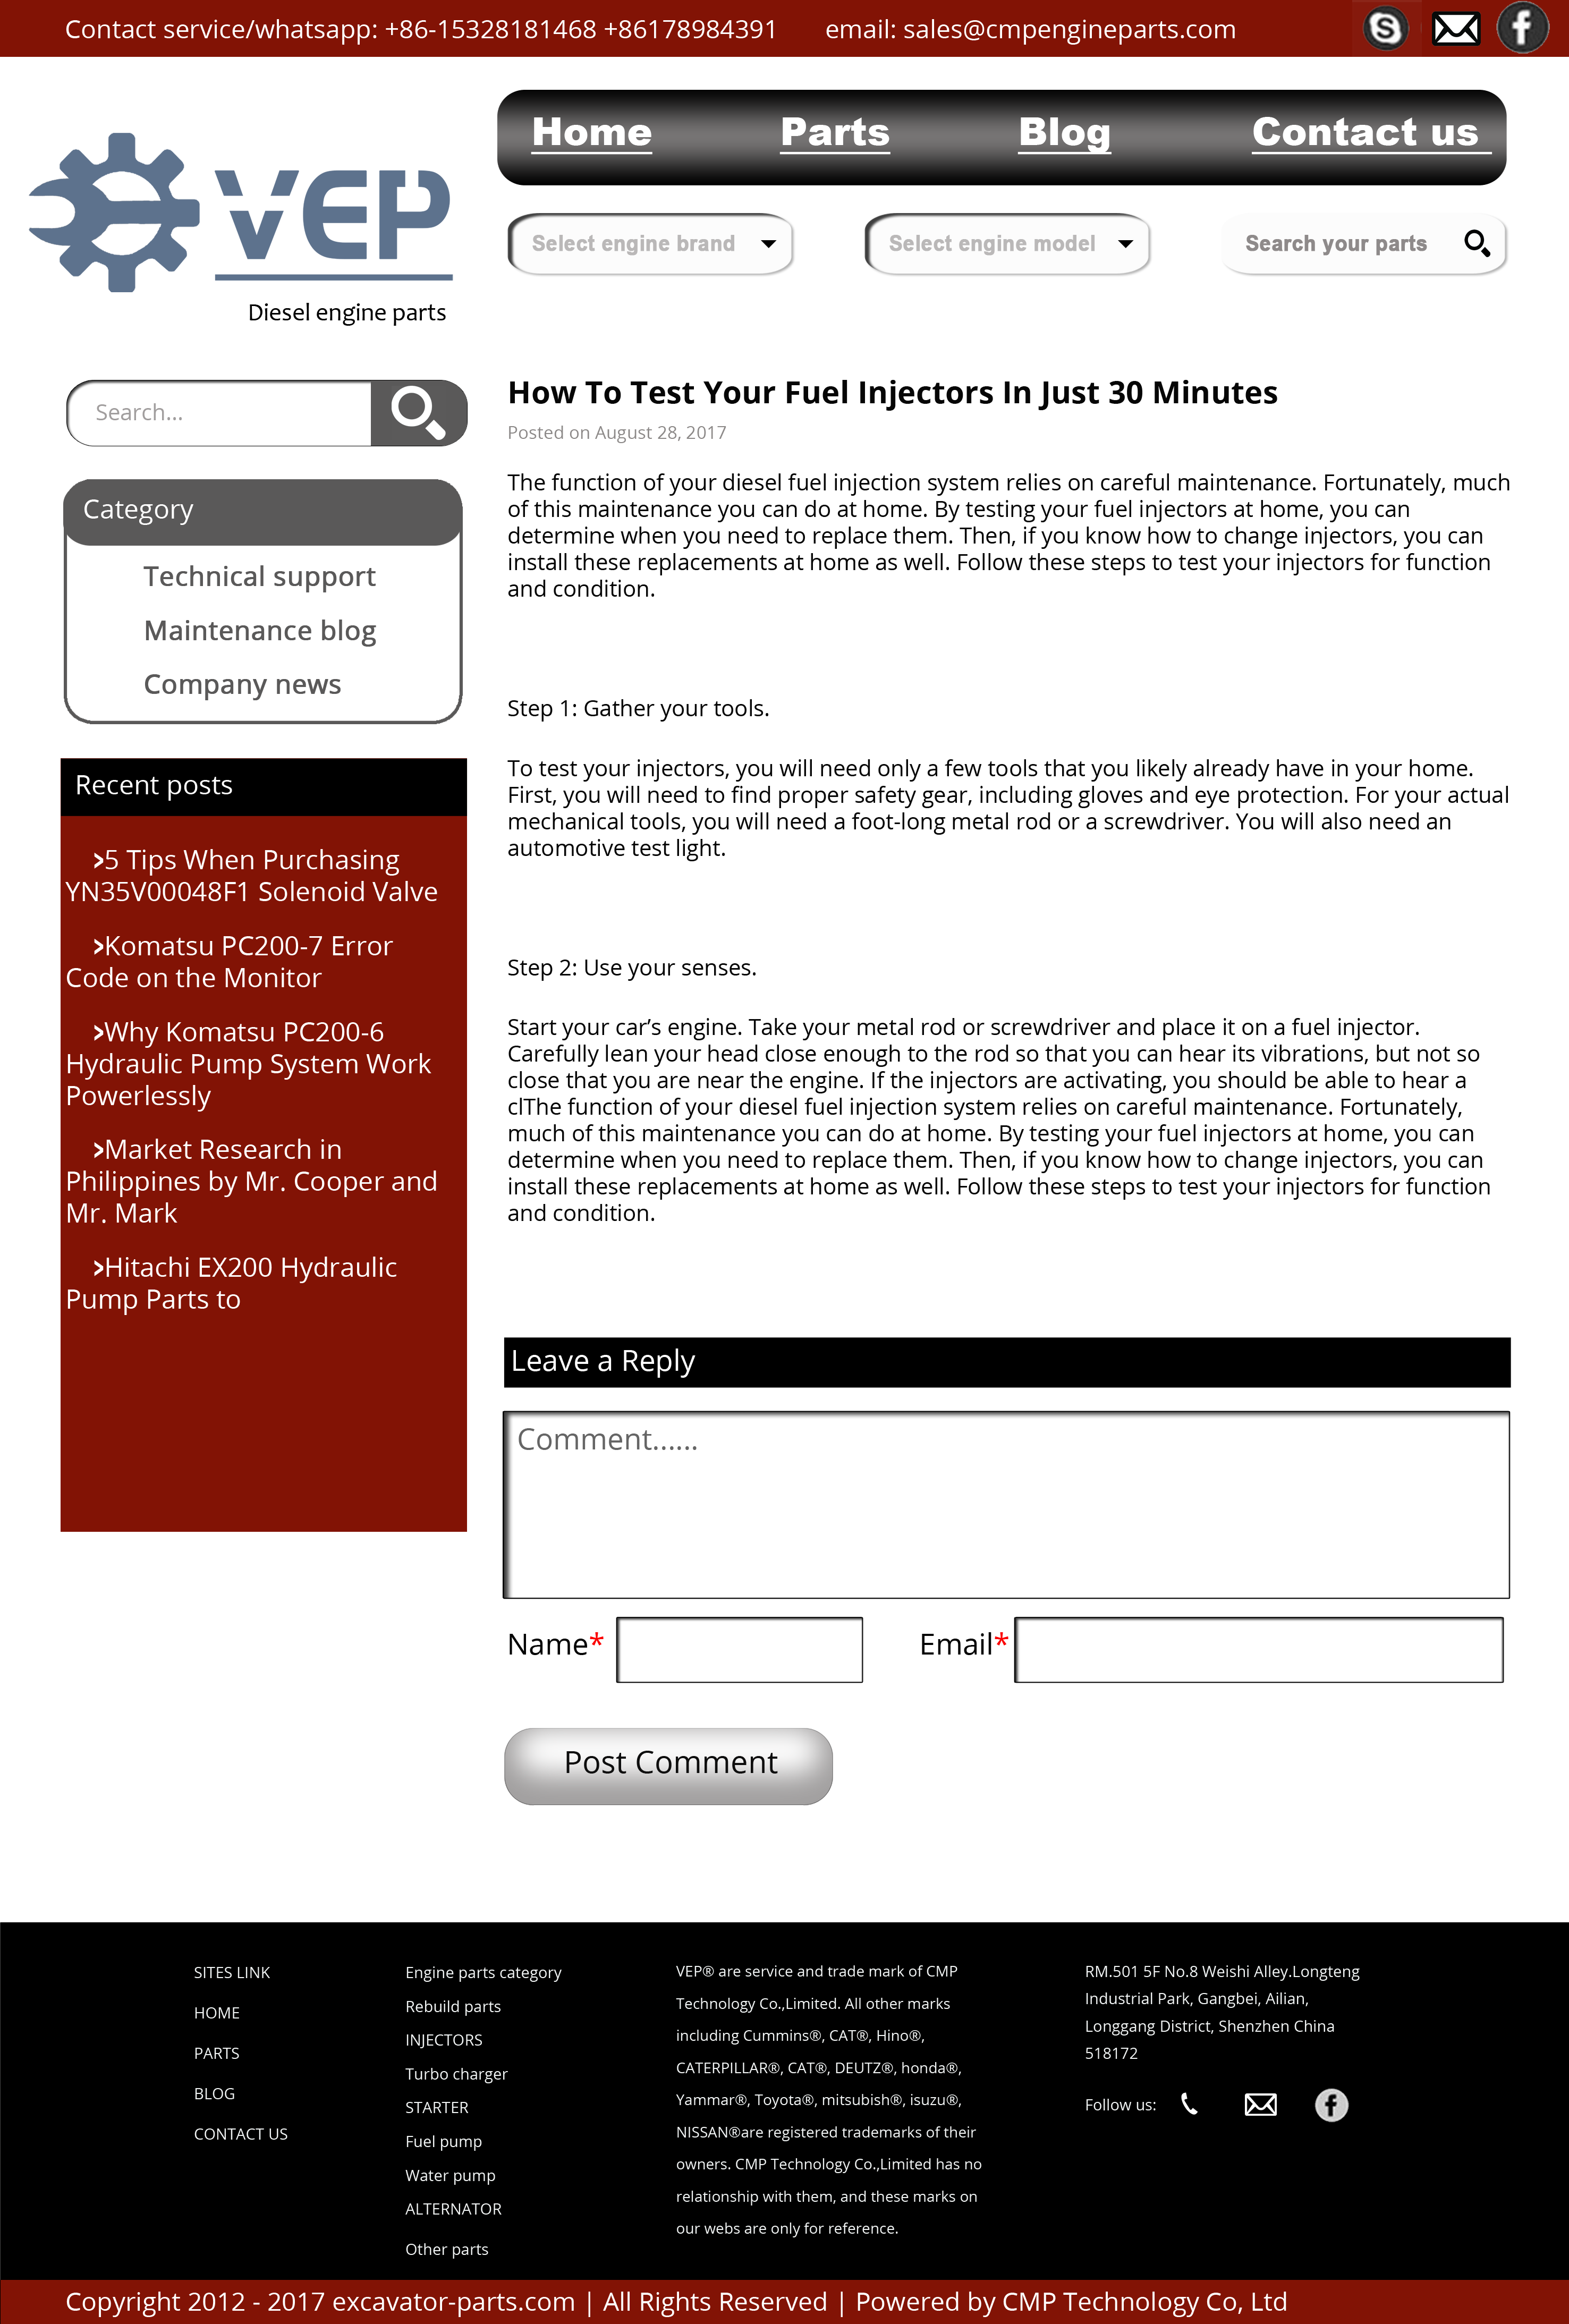 Contact service/whatsapp: +86-15328181468 +86178984391 email: sales@cmpengineparts.com
Home Parts Blog Contact us
VEP
Diesel engine parts
Select engine brand Select engine model Search your parts
Search...
Category
Technical support
Maintenance blog
Company news
Recent posts
>5 Tips When Purchasing
YN35V00048F1 Solenoid Valve
>Komatsu PC200-7 Error
Code on the Monitor
>Why Komatsu PC200-6
Hydraulic Pump System Work
Powerlessly
>Market Research in
Philippines by Mr. Cooper and
Mr. Mark
>Hitachi EX200 Hydraulic
Pump Parts to
How To Test Your Fuel Injectors In Just 30 Minutes
Posted on August 28, 2017
The function of your diesel fuel injection system relies on careful maintenance. Fortunately, much
of this maintenance you can do at home. By testing your fuel injectors at home, you can
determine when you need to replace them. Then, if you know how to change injectors, you can
install these replacements at home as well. Follow these steps to test your injectors for function
and condition.
Step 1: Gather your tools.
To test your injectors, you will need only a few tools that you likely already have in your home.
First, you will need to find proper safety gear, including gloves and eye protection. For your actual
mechanical tools, you will need a foot-long metal rod or a screwdriver. You will also need an
automotive test light.
Step 2: Use your senses.
Start your car’s engine. Take your metal rod or screwdriver and place it on a fuel injector.
Carefully lean your head close enough to the rod so that you can hear its vibrations, but not so
close that you are near the engine. If the injectors are activating, you should be able to hear a
clThe function of your diesel fuel injection system relies on careful maintenance. Fortunately,
much of this maintenance you can do at home. By testing your fuel injectors at home, you can
determine when you need to replace them. Then, if you know how to change injectors, you can
install these replacements at home as well. Follow these steps to test your injectors for function
and condition.
Leave a Reply
Comment......
Name* Email*
Post Comment
SITES LINK
HOME
PARTS
BLOG
CONTACT US
Engine parts category
Rebuild parts
INJECTORS
Turbo charger
STARTER
Fuel pump
Water pump
ALTERNATOR
Other parts
VEP® are service and trade mark of CMP
Technology Co.,Limited. All other marks
including Cummins®, CAT®, Hino®,
CATERPILLAR®, CAT®, DEUTZ®, honda®,
Yammar®, Toyota®, mitsubish®, isuzu®,
NISSAN®are registered trademarks of their
owners. CMP Technology Co.,Limited has no
relationship with them, and these marks on
our webs are only for reference.
RM.501 5F No.8 Weishi Alley.Longteng
Industrial Park, Gangbei, Ailian,
Longgang District, Shenzhen China
518172
Follow us:
Copyright 2012 - 2017 excavator-parts.com | All Rights Reserved | Powered by CMP Technology Co, Ltd